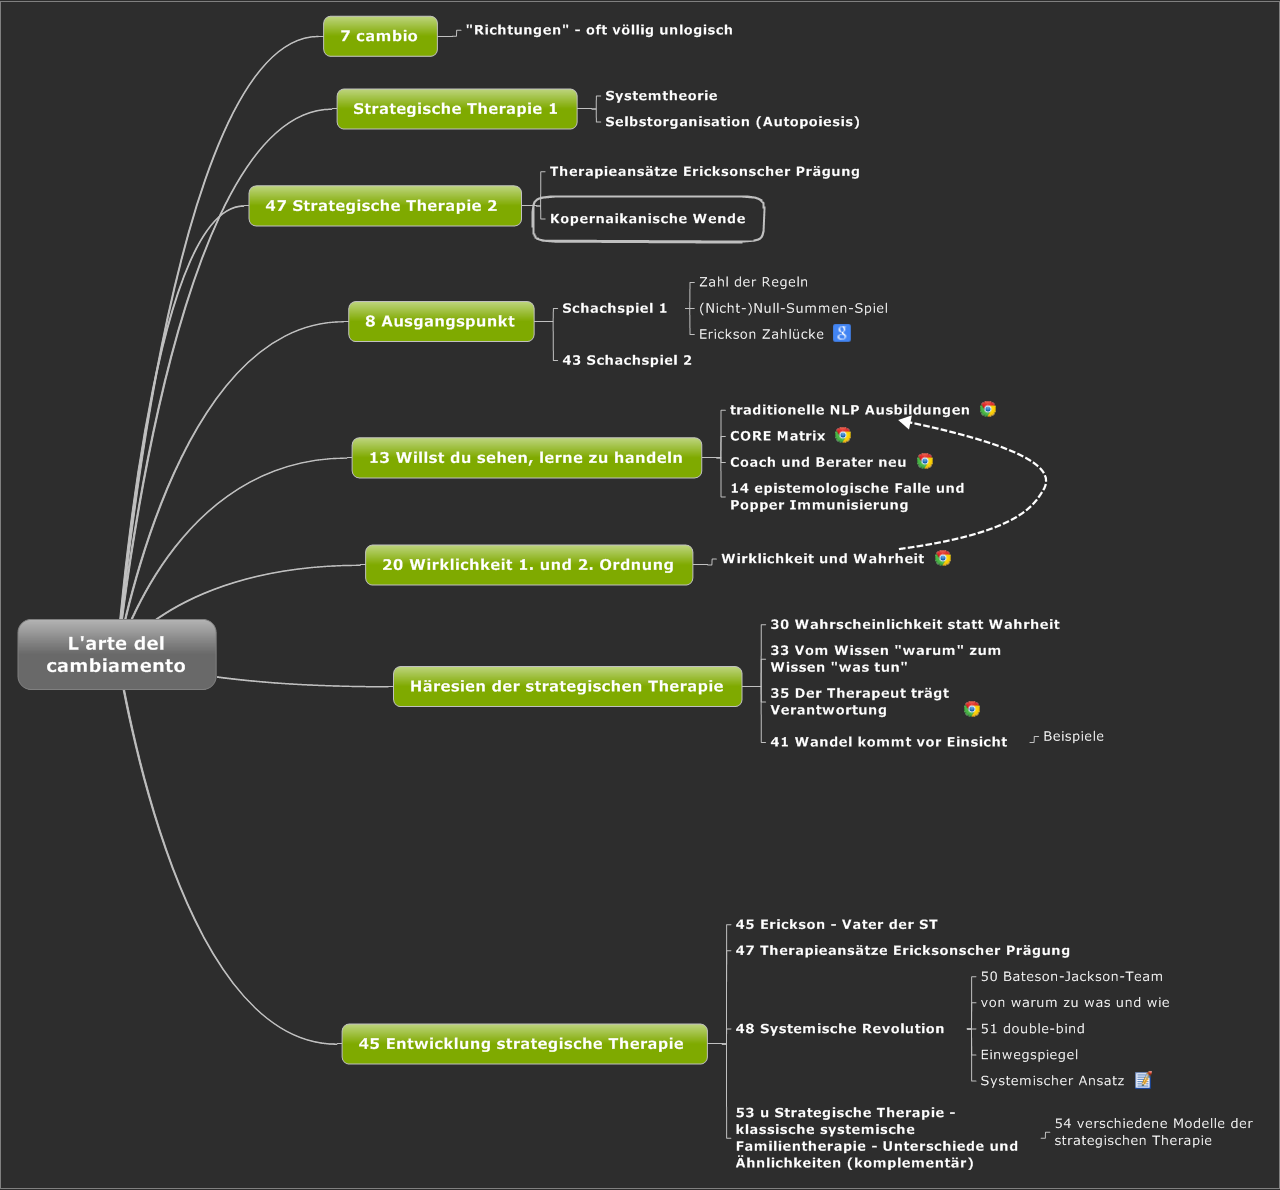 7 cambio
"Richtungen" - oft völlig unlogisch
Strategische Therapie 1
Systemtheorie
Selbstorganisation (Autopoiesis)
47 Strategische Therapie 2
Therapieansätze Ericksonscher Prägung
Kopernaikanische Wende
8 Ausgangspunkt
Schachspiel 1
Zahl der Regeln
(Nicht-)Null-Summen-Spiel
Erickson Zahlücke
43 Schachspiel 2
13 Willst du sehen, lerne zu handeln
traditionelle NLP Ausbildungen
CORE Matrix
Coach und Berater neu
14 epistemologische Falle und
Popper Immunisierung
20 Wirklichkeit 1. und 2. Ordnung
Wirklichkeit und Wahrheit
L'arte del
cambiamento
Häresien der strategischen Therapie
30 Wahrscheinlichkeit statt Wahrheit
33 Vom Wissen "warum" zum
Wissen "was tun"
35 Der Therapeut trägt
Verantwortung
41 Wandel kommt vor Einsicht
Beispiele
45 Entwicklung strategische Therapie
45 Erickson - Vater der ST
47 Therapieansätze Ericksonscher Prägung
48 Systemische Revolution
50 Bateson-Jackson-Team
von warum zu was und wie
51 double-bind
Einwegspiegel
Systemischer Ansatz
53 u Strategische Therapie -
klassische systemische
Familientherapie - Unterschiede und
Ähnlichkeiten (komplementär)
54 verschiedene Modelle der
strategischen Therapie